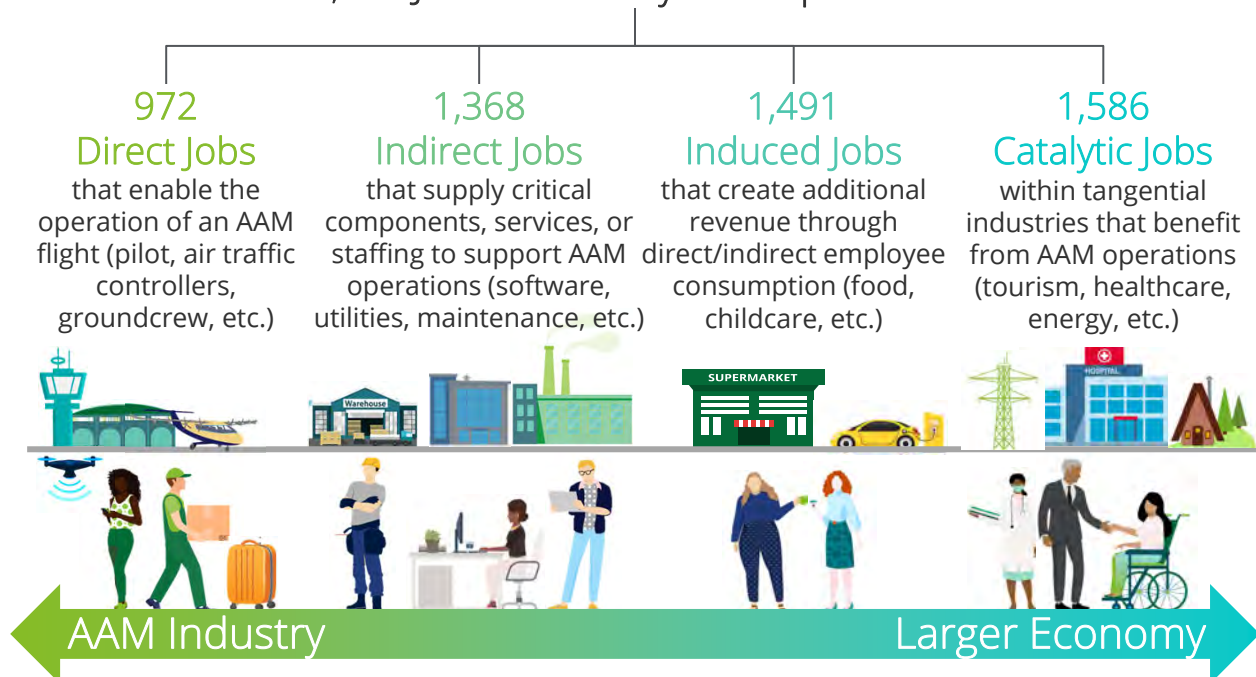 972
Direct Jobs
that enable the
operation of an AAM
flight (pilot, air traffic
controllers,
groundcrew, etc.)
1,368
Indirect Jobs
that supply critical
components, services, or
staffing to support AAM
operations (software,
utilities, maintenance, etc.)
1,491
Induced Jobs
that create additional
revenue through
direct/indirect employee
consumption (food,
childcare, etc.)
1,586
Catalytic Jobs
within tangential
industries that benefit
from AAM operations
(tourism, healthcare,
energy, etc.)
Warehouse
SUPERMARKET
HOSPITAL
AAM Industry
Larger Economy